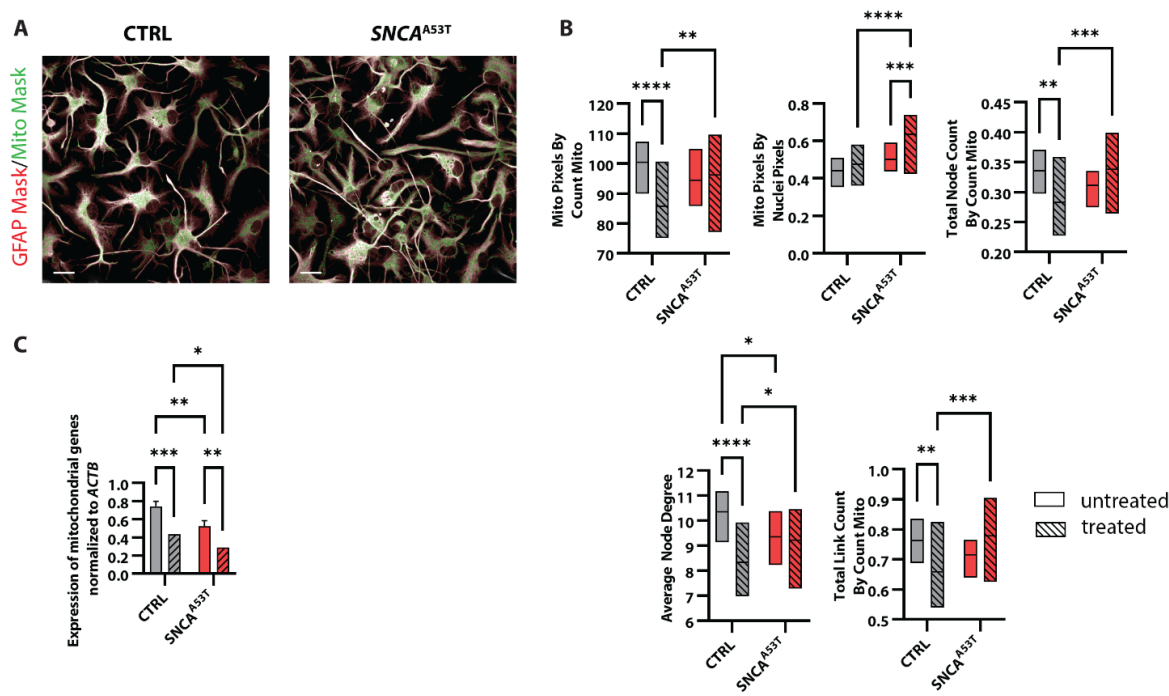 A
CTRL
SNCA^A53T
GFAP Mask/Mito Mask
B
**
****
Mito Pixels By
Count Mito
120
110
100
90
80
70
CTRL
SNCA^A53T
****
***
Mito Pixels By
Nuclei Pixels
0.8
0.6
0.4
0.2
0.0
CTRL
SNCA^A53T
***
**
Total Node Count
By Count Mito
0.45
0.40
0.35
0.30
0.25
0.20
CTRL
SNCA^A53T
C
*
**
***
**
Expression of mitochondrial genes
normalized to ACTB
1.0
0.8
0.6
0.4
0.2
0.0
CTRL
SNCA^A53T
*
*
****
Average Node Degree
12
11
10
9
8
7
6
CTRL
SNCA^A53T
***
**
Total Link Count
By Count Mito
1.0
0.9
0.8
0.7
0.6
0.5
CTRL
SNCA^A53T
untreated
treated